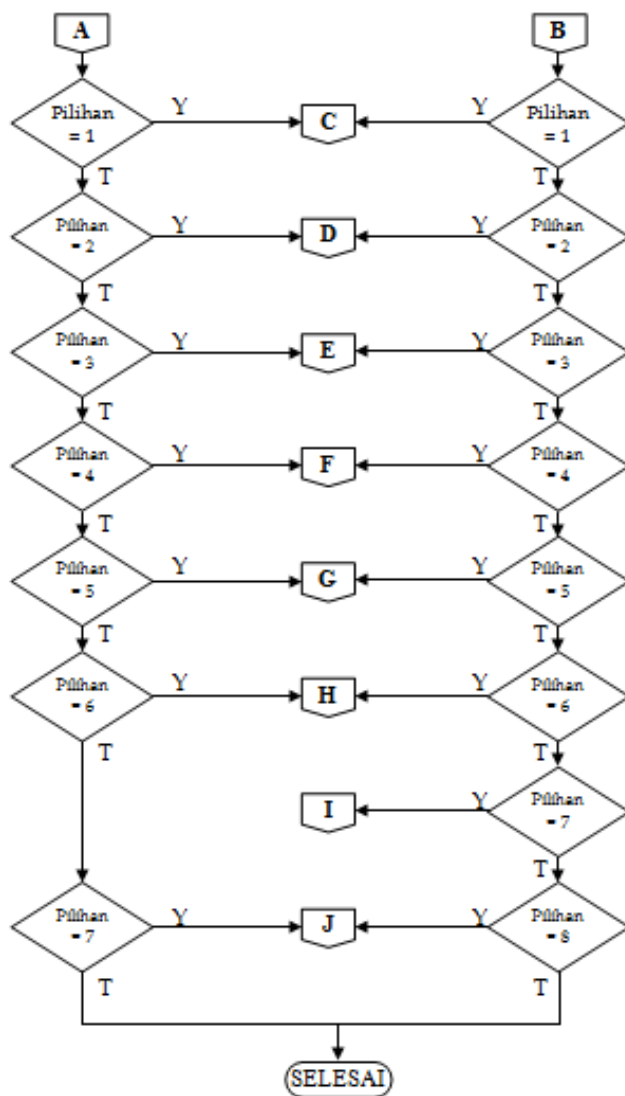 A B
Pilihan Y C Y Pilihan
= 1 = 1
T T
Pilihan Y D Y Pilihan
= 2 = 2
T T
Pilihan Y E Y Pilihan
= 3 = 3
T T
Pilihan Y F Y Pilihan
= 4 = 4
T T
Pilihan Y G Y Pilihan
= 5 = 5
T T
Pilihan Y H Y Pilihan
= 6 = 6
T T
I Y Pilihan
= 7
T
Pilihan Y J Y Pilihan
= 7 = 8
T T
SELESAI